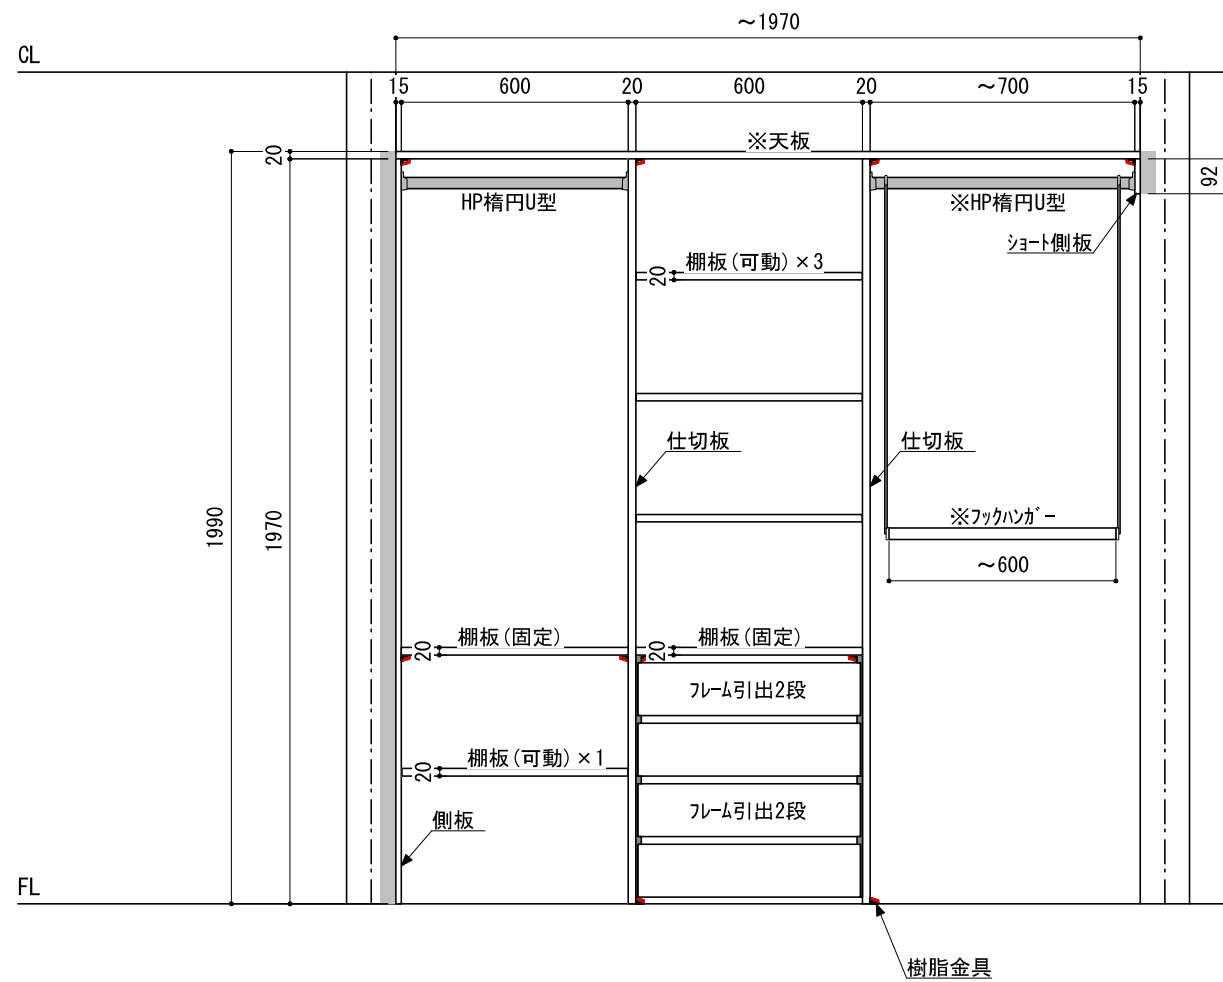 ～1970
CL
15
600
20
600
20
～700
15
20
※天板
92
HP楕円U型
※HP楕円U型
ｼｮｰﾄ側板
棚板(可動)×3
20
仕切板
仕切板
1990
1970
※ﾌｯｸﾊﾝｶﾞｰ
～600
棚板(固定)
20
棚板(固定)
20
ﾌﾚｰﾑ引出2段
棚板(可動)×1
20
ﾌﾚｰﾑ引出2段
側板
FL
樹脂金具